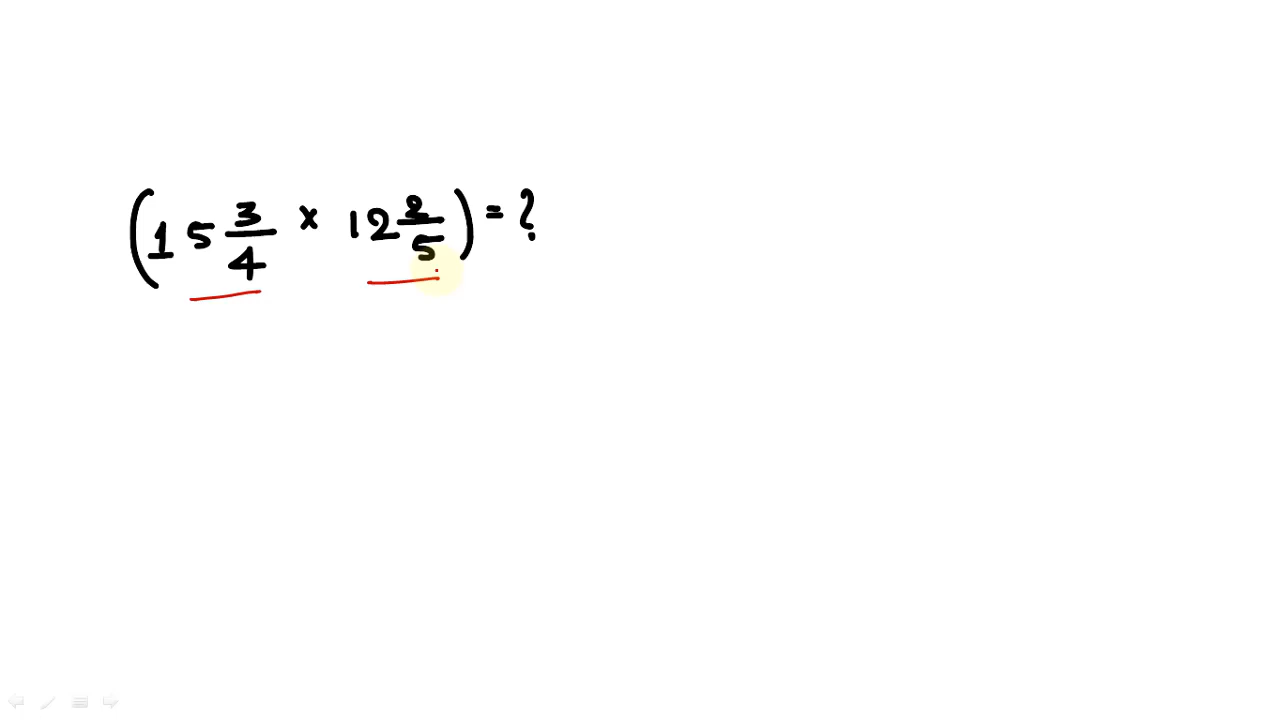 (15 3/4 × 12 2/5) = ?